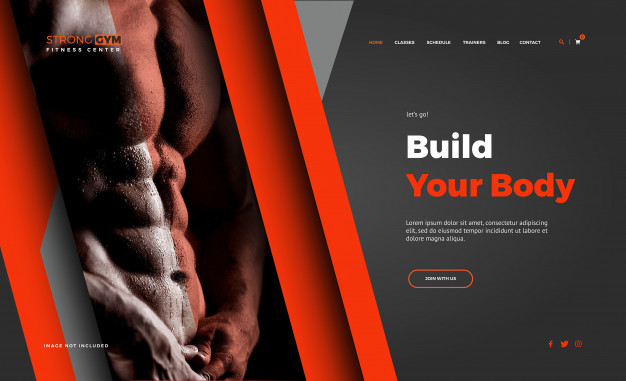 STRONG GYM
FITNESS CENTER
HOME CLASSES SCHEDULE TRAINERS BLOG CONTACT
let's go!
Build
Your Body
Lorem ipsum dolor sit amet, consectetur adipiscing
elit, sed do eiusmod tempor incididunt ut labore et
dolore magna aliqua.
JOIN WITH US
IMAGE NOT INCLUDED